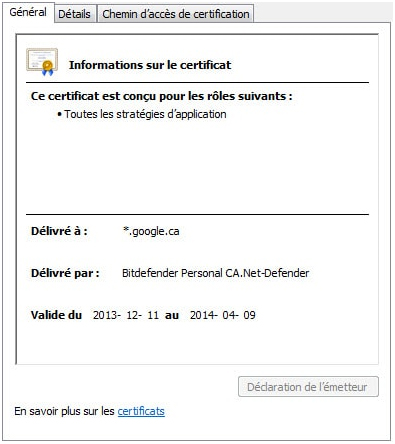 Général Détails Chemin d'accès de certification
Informations sur le certificat
Ce certificat est conçu pour les rôles suivants :
• Toutes les stratégies d'application
Délivré à : *.google.ca
Délivré par : Bitdefender Personal CA.Net-Defender
Valide du 2013- 12- 11 au 2014- 04- 09
Déclaration de l'émetteur
En savoir plus sur les certificats